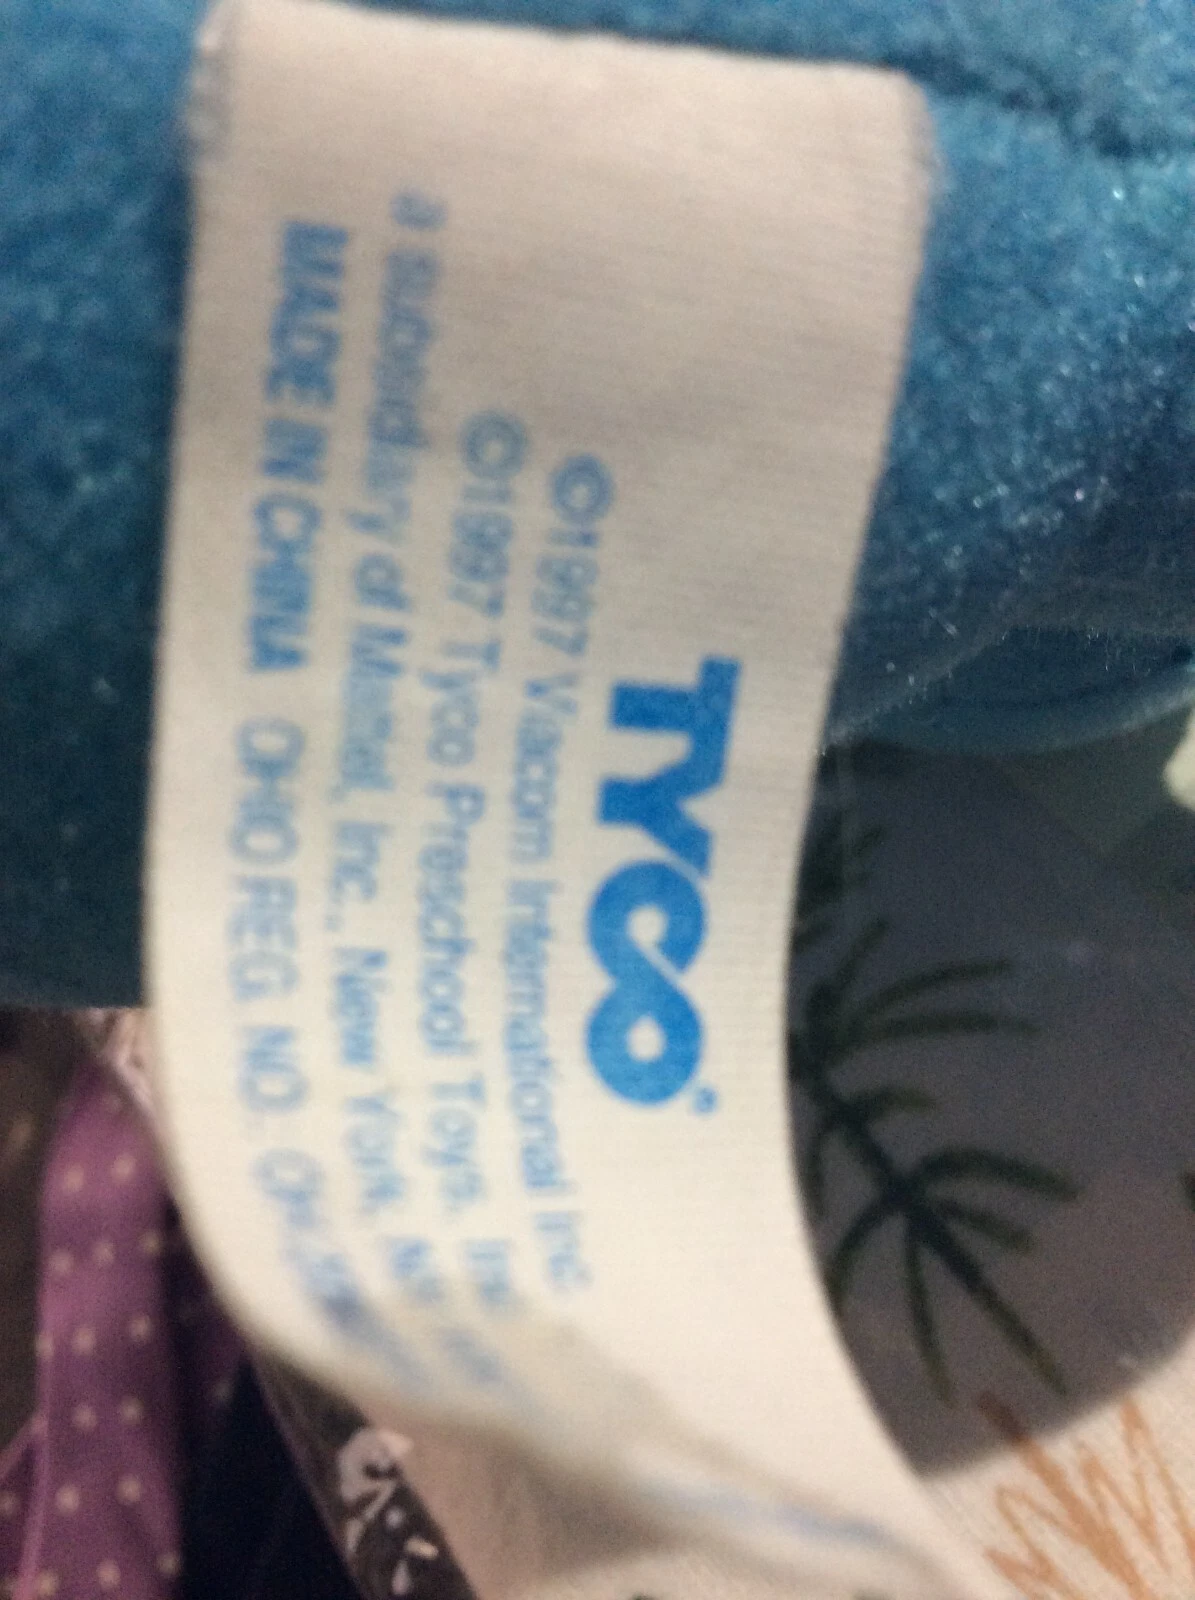 TYCO®
©1997 Viacom International Inc
©1997 Tyco Preschool Toys, Inc
a subsidiary of Mattel, Inc., New York,
MADE IN CHINA OHIO REG. NO.